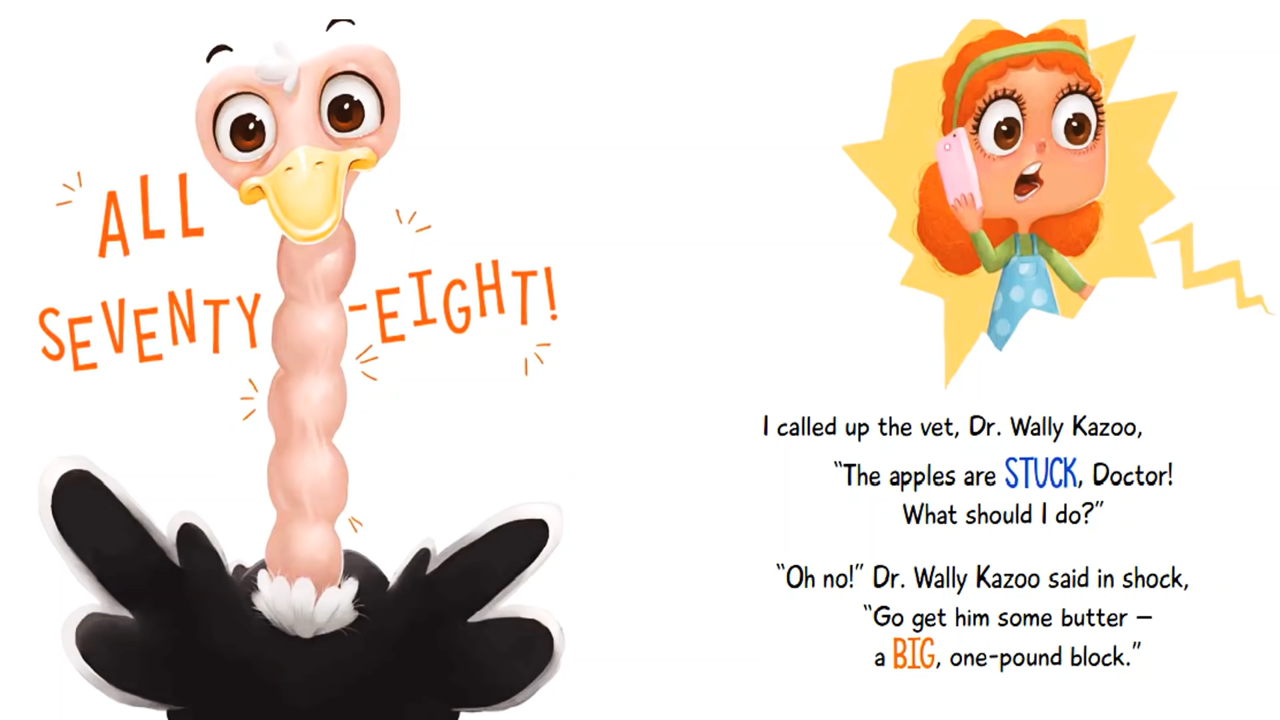 ALL
SEVENTY-EIGHT!
I called up the vet, Dr. Wally Kazoo,
“The apples are STUCK, Doctor!
What should I do?”
“Oh no!” Dr. Wally Kazoo said in shock,
“Go get him some butter –
a BIG, one-pound block.”